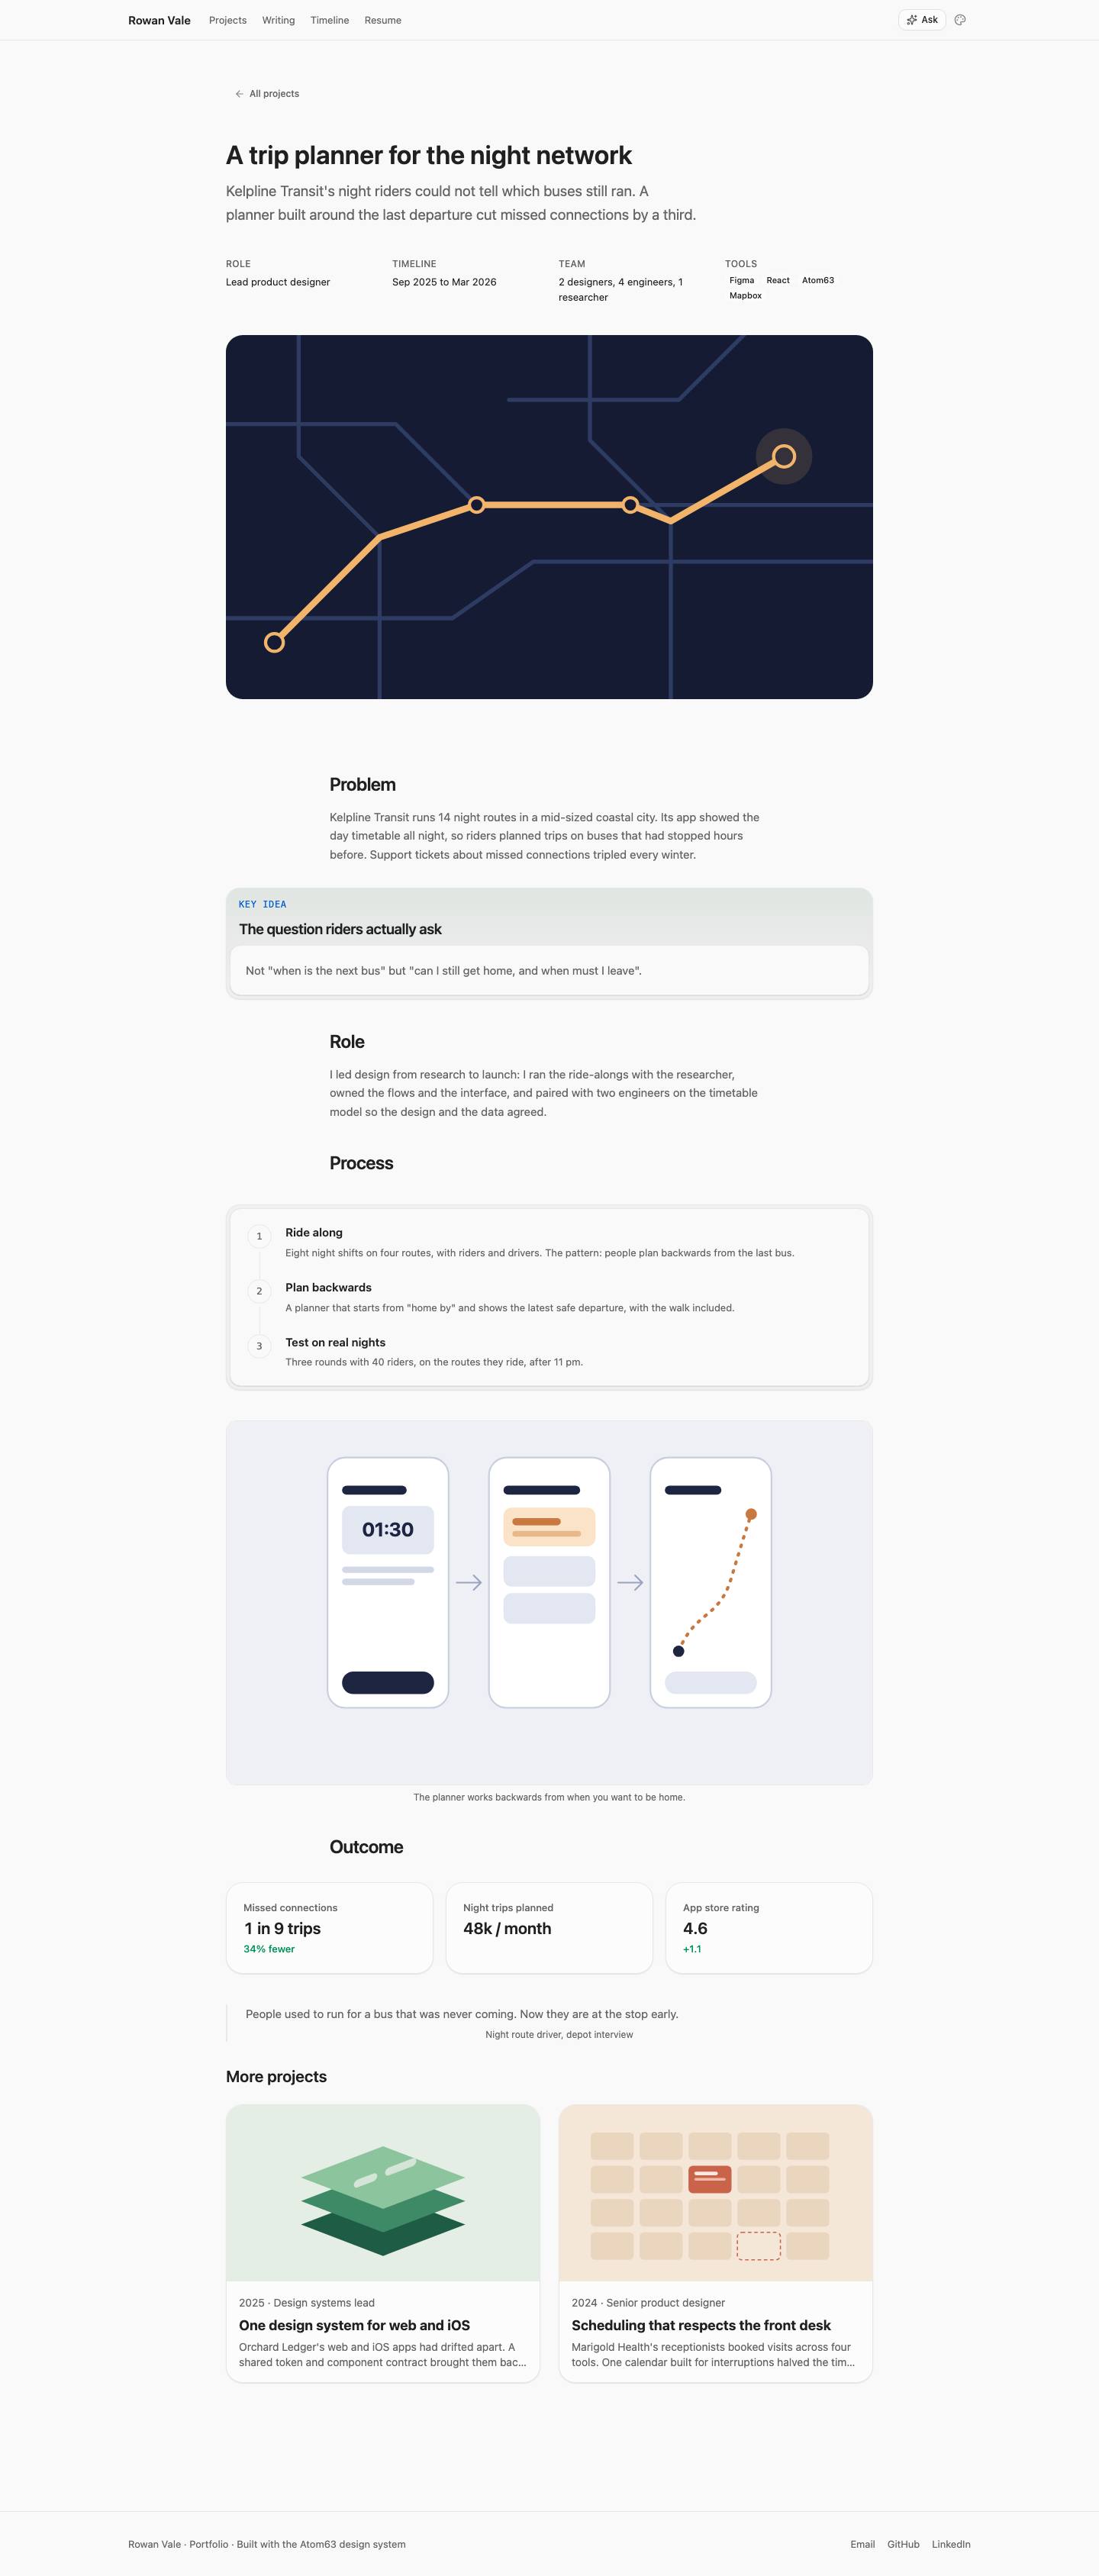 Rowan Vale
Projects
Writing
Timeline
Resume
Ask
All projects
A trip planner for the night network
Kelpline Transit's night riders could not tell which buses still ran. A
planner built around the last departure cut missed connections by a third.
ROLE
Lead product designer
TIMELINE
Sep 2025 to Mar 2026
TEAM
2 designers, 4 engineers, 1
researcher
TOOLS
Figma React Atom63
Mapbox
Problem
Kelpline Transit runs 14 night routes in a mid-sized coastal city. Its app showed the
day timetable all night, so riders planned trips on buses that had stopped hours
before. Support tickets about missed connections tripled every winter.
KEY IDEA
The question riders actually ask
Not "when is the next bus" but "can I still get home, and when must I leave".
Role
I led design from research to launch: I ran the ride-alongs with the researcher,
owned the flows and the interface, and paired with two engineers on the timetable
model so the design and the data agreed.
Process
1
Ride along
Eight night shifts on four routes, with riders and drivers. The pattern: people plan backwards from the last bus.
2
Plan backwards
A planner that starts from "home by" and shows the latest safe departure, with the walk included.
3
Test on real nights
Three rounds with 40 riders, on the routes they ride, after 11 pm.
01:30
The planner works backwards from when you want to be home.
Outcome
Missed connections
1 in 9 trips
34% fewer
Night trips planned
48k / month
App store rating
4.6
+1.1
People used to run for a bus that was never coming. Now they are at the stop early.
Night route driver, depot interview
More projects
2025 · Design systems lead
One design system for web and iOS
Orchard Ledger's web and iOS apps had drifted apart. A
shared token and component contract brought them bac...
2024 · Senior product designer
Scheduling that respects the front desk
Marigold Health's receptionists booked visits across four
tools. One calendar built for interruptions halved the tim...
Rowan Vale · Portfolio · Built with the Atom63 design system
Email
GitHub
LinkedIn